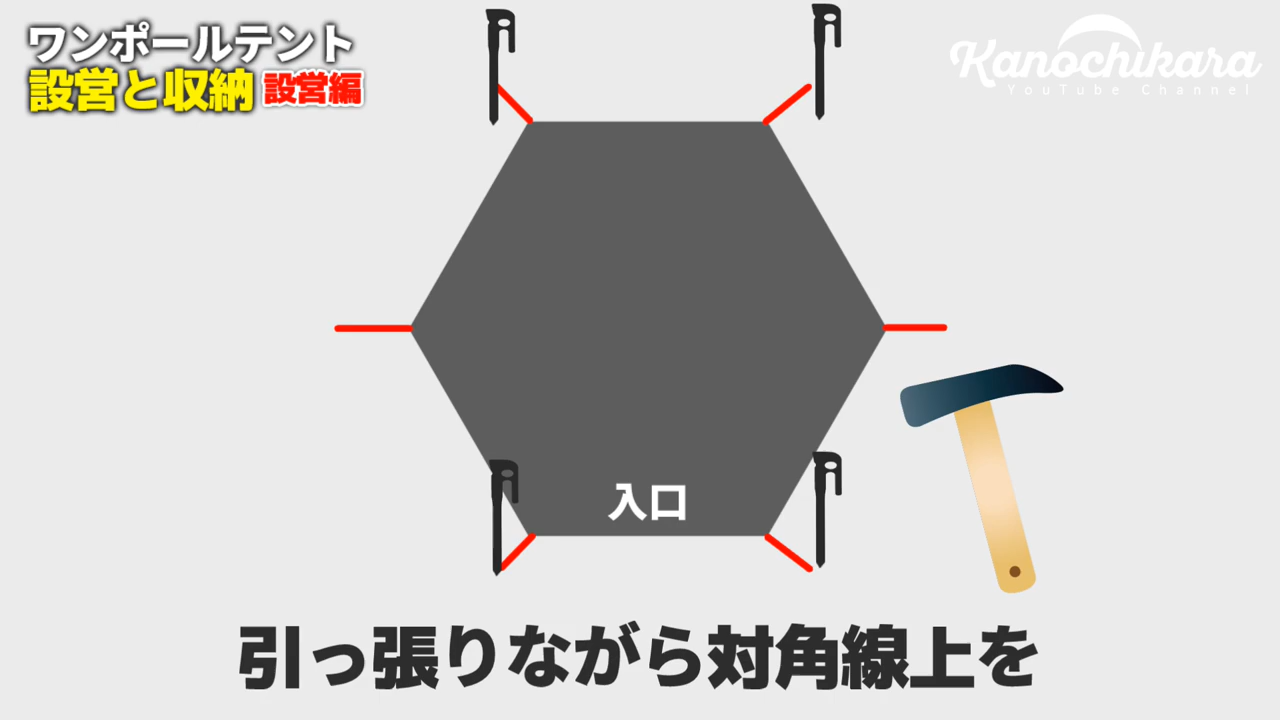 ワンポールテント
設営と収納 設営編
Kanochikara
YouTube Channel
入口
引っ張りながら対角線上を